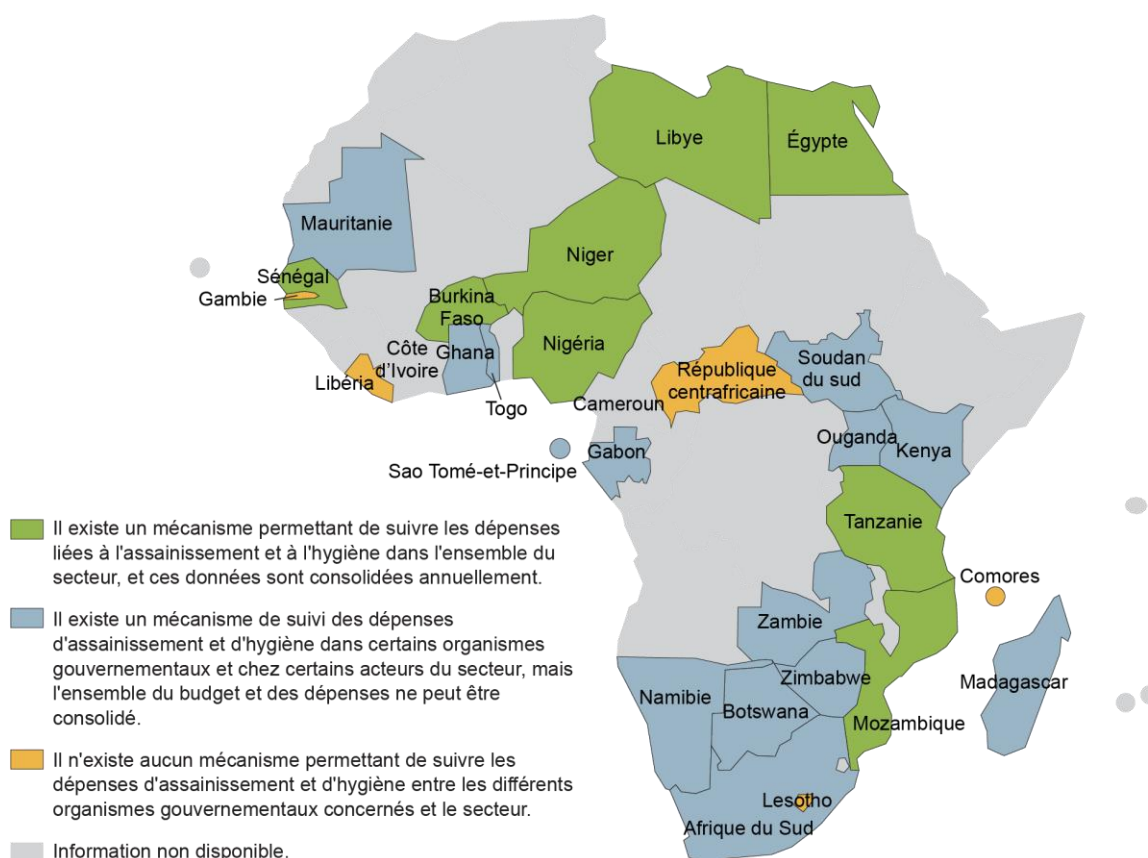 Libye
Égypte
Mauritanie
Niger
Sénégal
Gambie
Burkina
Faso
Côte
d'Ivoire
Ghana
Nigéria
Libéria
Togo
Cameroun
République
centrafricaine
Soudan
du sud
Ouganda
Kenya
Gabon
Sao Tomé-et-Principe
Tanzanie
Comores
Zambie
Zimbabwe
Madagascar
Namibie
Botswana
Mozambique
Lesotho
Afrique du Sud
Il existe un mécanisme permettant de suivre les dépenses
liées à l'assainissement et à l'hygiène dans l'ensemble du
secteur, et ces données sont consolidées annuellement.
Il existe un mécanisme de suivi des dépenses
d'assainissement et d'hygiène dans certains organismes
gouvernementaux et chez certains acteurs du secteur, mais
l'ensemble du budget et des dépenses ne peut être
consolidé.
Il n'existe aucun mécanisme permettant de suivre les
dépenses d'assainissement et d'hygiène entre les différents
organismes gouvernementaux concernés et le secteur.
Information non disponible.